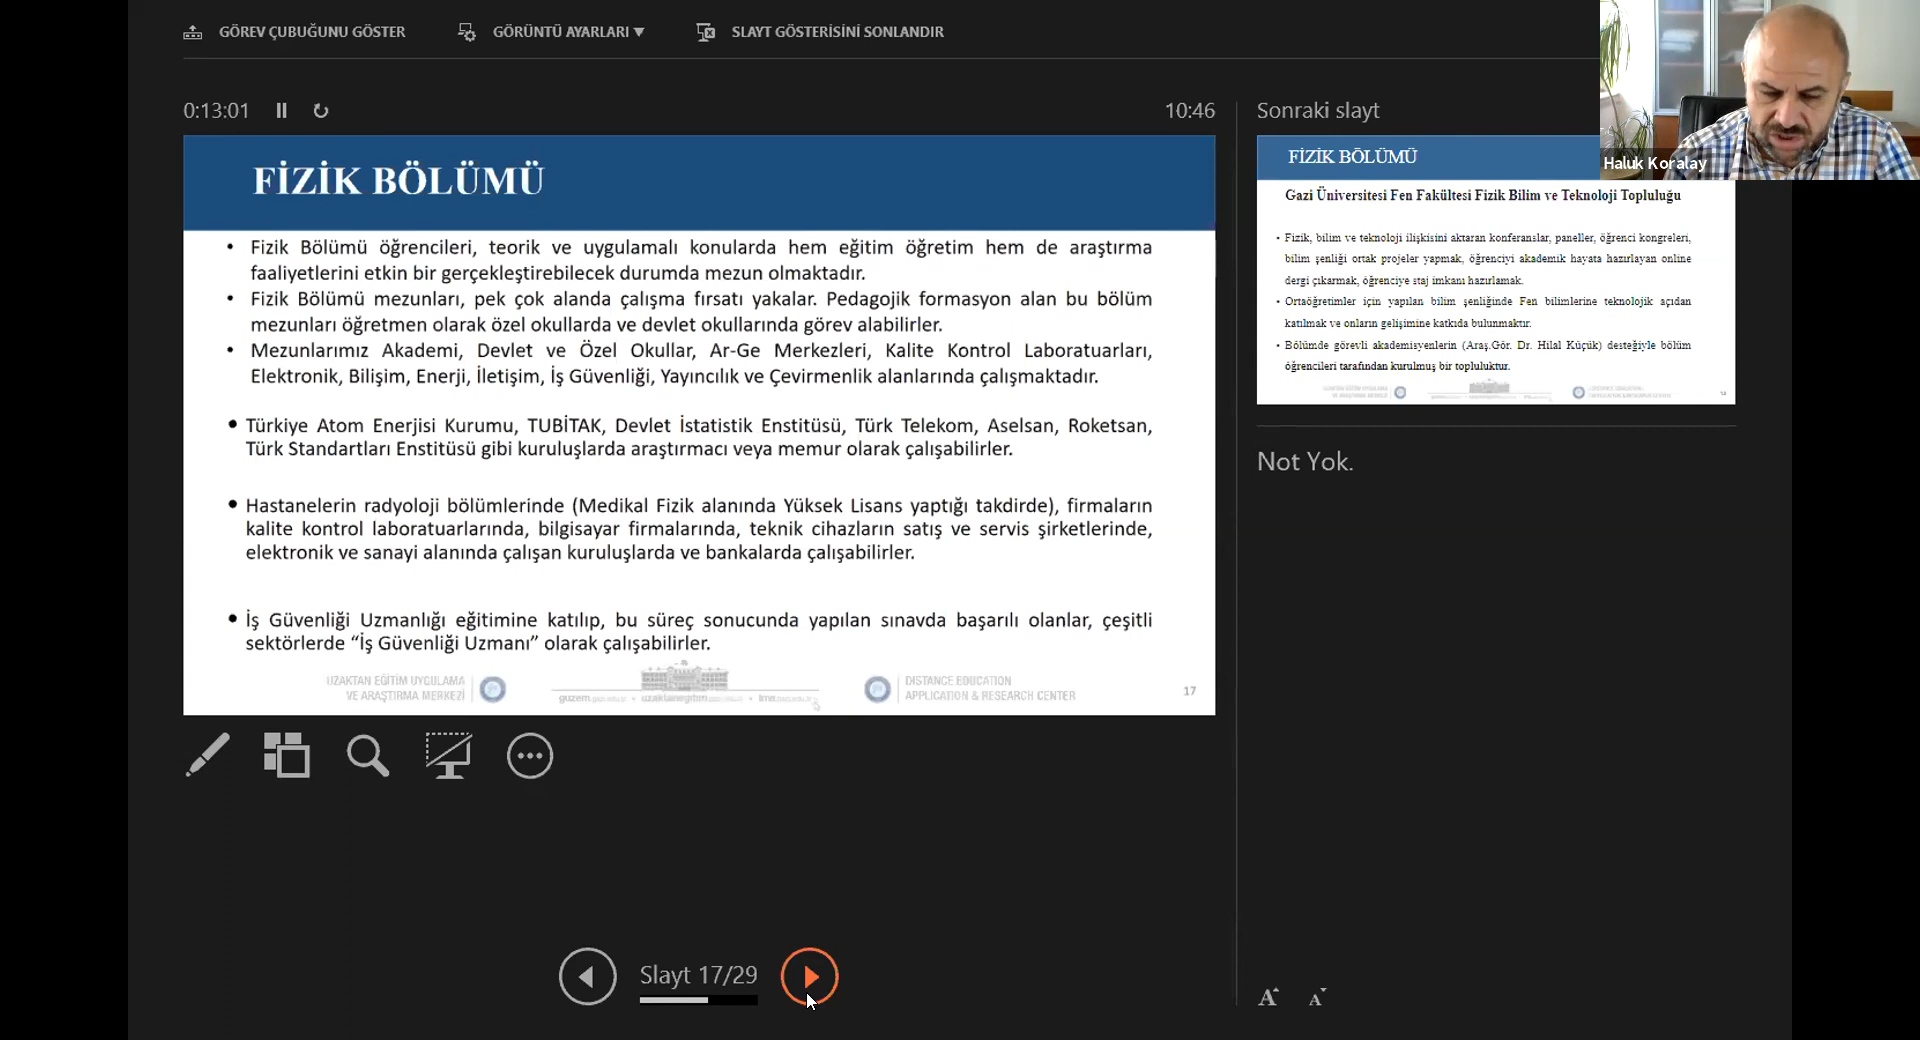 GÖREV ÇUBUĞUNU GÖSTER
GÖRÜNTÜ AYARLARI
SLAYT GÖSTERİSİNİ SONLANDIR
0:13:01
10:46
FİZİK BÖLÜMÜ
• Fizik Bölümü öğrencileri, teorik ve uygulamalı konularda hem eğitim öğretim hem de araştırma
faaliyetlerini etkin bir gerçekleştirebilecek durumda mezun olmaktadır.
• Fizik Bölümü mezunları, pek çok alanda çalışma fırsatı yakalar. Pedagojik formasyon alan bu bölüm
mezunları öğretmen olarak özel okullarda ve devlet okullarında görev alabilirler.
• Mezunlarımız Akademi, Devlet ve Özel Okullar, Ar-Ge Merkezleri, Kalite Kontrol Laboratuarları,
Elektronik, Bilişim, Enerji, İletişim, İş Güvenliği, Yayıncılık ve Çevirmenlik alanlarında çalışmaktadır.
• Türkiye Atom Enerjisi Kurumu, TUBİTAK, Devlet İstatistik Enstitüsü, Türk Telekom, Aselsan, Roketsan,
Türk Standartları Enstitüsü gibi kuruluşlarda araştırmacı veya memur olarak çalışabilirler.
• Hastanelerin radyoloji bölümlerinde (Medikal Fizik alanında Yüksek Lisans yaptığı takdirde), firmaların
kalite kontrol laboratuarlarında, bilgisayar firmalarında, teknik cihazların satış ve servis şirketlerinde,
elektronik ve sanayi alanında çalışan kuruluşlarda ve bankalarda çalışabilirler.
• İş Güvenliği Uzmanlığı eğitimine katılıp, bu süreç sonucunda yapılan sınavda başarılı olanlar, çeşitli
sektörlerde “İş Güvenliği Uzmanı” olarak çalışabilirler.
UZAKTAN EĞİTİM UYGULAMA
VE ARAŞTIRMA MERKEZİ
DISTANCE EDUCATION
APPLICATION & RESEARCH CENTER
17
Slayt 17/29
Sonraki slayt
FİZİK BÖLÜMÜ
Gazi Üniversitesi Fen Fakültesi Fizik Bilim ve Teknoloji Topluluğu
• Fizik, bilim ve teknoloji ilişkisini aktaran konferanslar, paneller, öğrenci kongreleri,
bilim şenliği ortak projeler yapmak, öğrenciyi akademik hayata hazırlayan online
dergi çıkarmak, öğrenciye staj imkanı hazırlamak.
• Ortaöğretimler için yapılan bilim şenliğinde Fen bilimlerine teknolojik açıdan
katılmak ve onların gelişimine katkıda bulunmaktır.
• Bölümde görevli akademisyenlerin (Araş.Gör. Dr. Hilal Küçük) desteğiyle bölüm
öğrencileri tarafından kurulmuş bir topluluktur.
Not Yok.
A A
Haluk Koralay